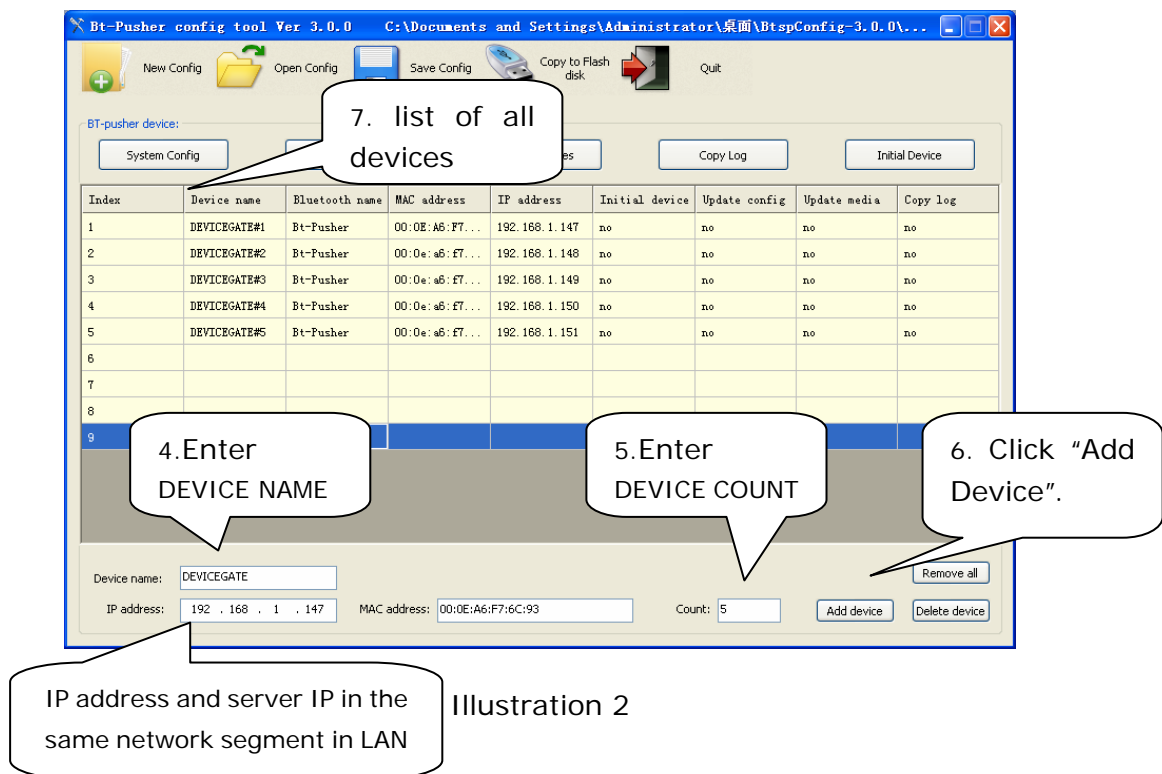 Bt-Pusher config tool Ver 3.0.0 C:\Documents and Settings\Administrator\桌面\BtspConfig-3.0.0\...
New Config Open Config Save Config Copy to Flash disk Quit
7. list of all
devices
BT-pusher device:
System Config Copy Log Initial Device
Index Device name Bluetooth name MAC address IP address Initial device Update config Update media Copy log
1 DEVICEGATE#1 Bt-Pusher 00:0E:A6:F7... 192.168.1.147 no no no no
2 DEVICEGATE#2 Bt-Pusher 00:0e:a6:f7... 192.168.1.148 no no no no
3 DEVICEGATE#3 Bt-Pusher 00:0e:a6:f7... 192.168.1.149 no no no no
4 DEVICEGATE#4 Bt-Pusher 00:0e:a6:f7... 192.168.1.150 no no no no
5 DEVICEGATE#5 Bt-Pusher 00:0e:a6:f7... 192.168.1.151 no no no no
6
7
8
9
4.Enter
DEVICE NAME
5.Enter
DEVICE COUNT
6. Click “Add
Device”.
Device name: DEVICEGATE Remove all
IP address: 192 . 168 . 1 . 147 MAC address: 00:0E:A6:F7:6C:93 Count: 5 Add device Delete device
IP address and server IP in the
same network segment in LAN
Illustration 2